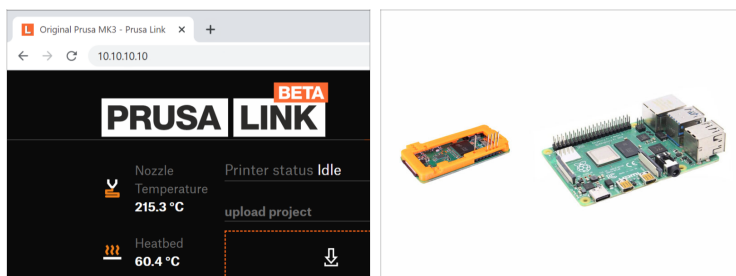 L Original Prusa MK3 - Prusa Link × +
10.10.10.10
BETA
PRUSA LINK
Nozzle
Temperature
215.3 °C
Printer status Idle
upload project
Heatbed
60.4 °C